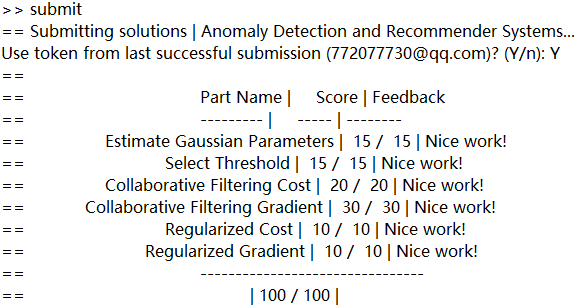 >> submit
== Submitting solutions | Anomaly Detection and Recommender Systems...
Use token from last successful submission (772077730@qq.com)? (Y/n): Y
==
== Part Name | Score | Feedback
== --------- | ----- | --------
== Estimate Gaussian Parameters | 15 / 15 | Nice work!
== Select Threshold | 15 / 15 | Nice work!
== Collaborative Filtering Cost | 20 / 20 | Nice work!
== Collaborative Filtering Gradient | 30 / 30 | Nice work!
== Regularized Cost | 10 / 10 | Nice work!
== Regularized Gradient | 10 / 10 | Nice work!
== --------------------------------
== | 100 / 100 |